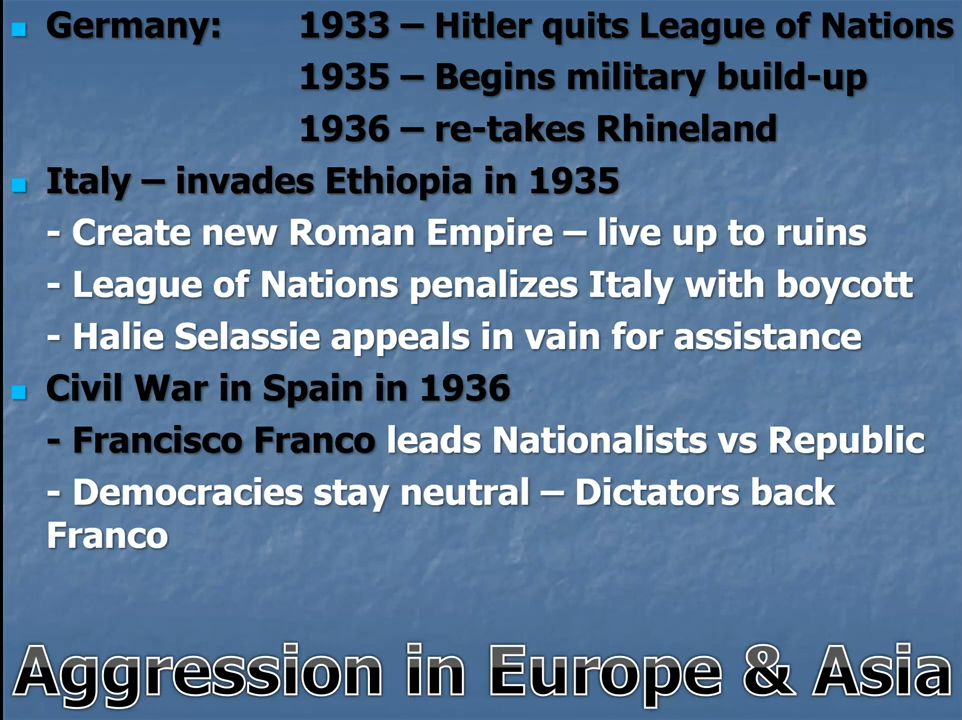 Germany: 1933 – Hitler quits League of Nations
1935 – Begins military build-up
1936 – re-takes Rhineland
Italy – invades Ethiopia in 1935
- Create new Roman Empire – live up to ruins
- League of Nations penalizes Italy with boycott
- Halie Selassie appeals in vain for assistance
Civil War in Spain in 1936
- Francisco Franco leads Nationalists vs Republic
- Democracies stay neutral – Dictators back
Franco
Aggression in Europe & Asia